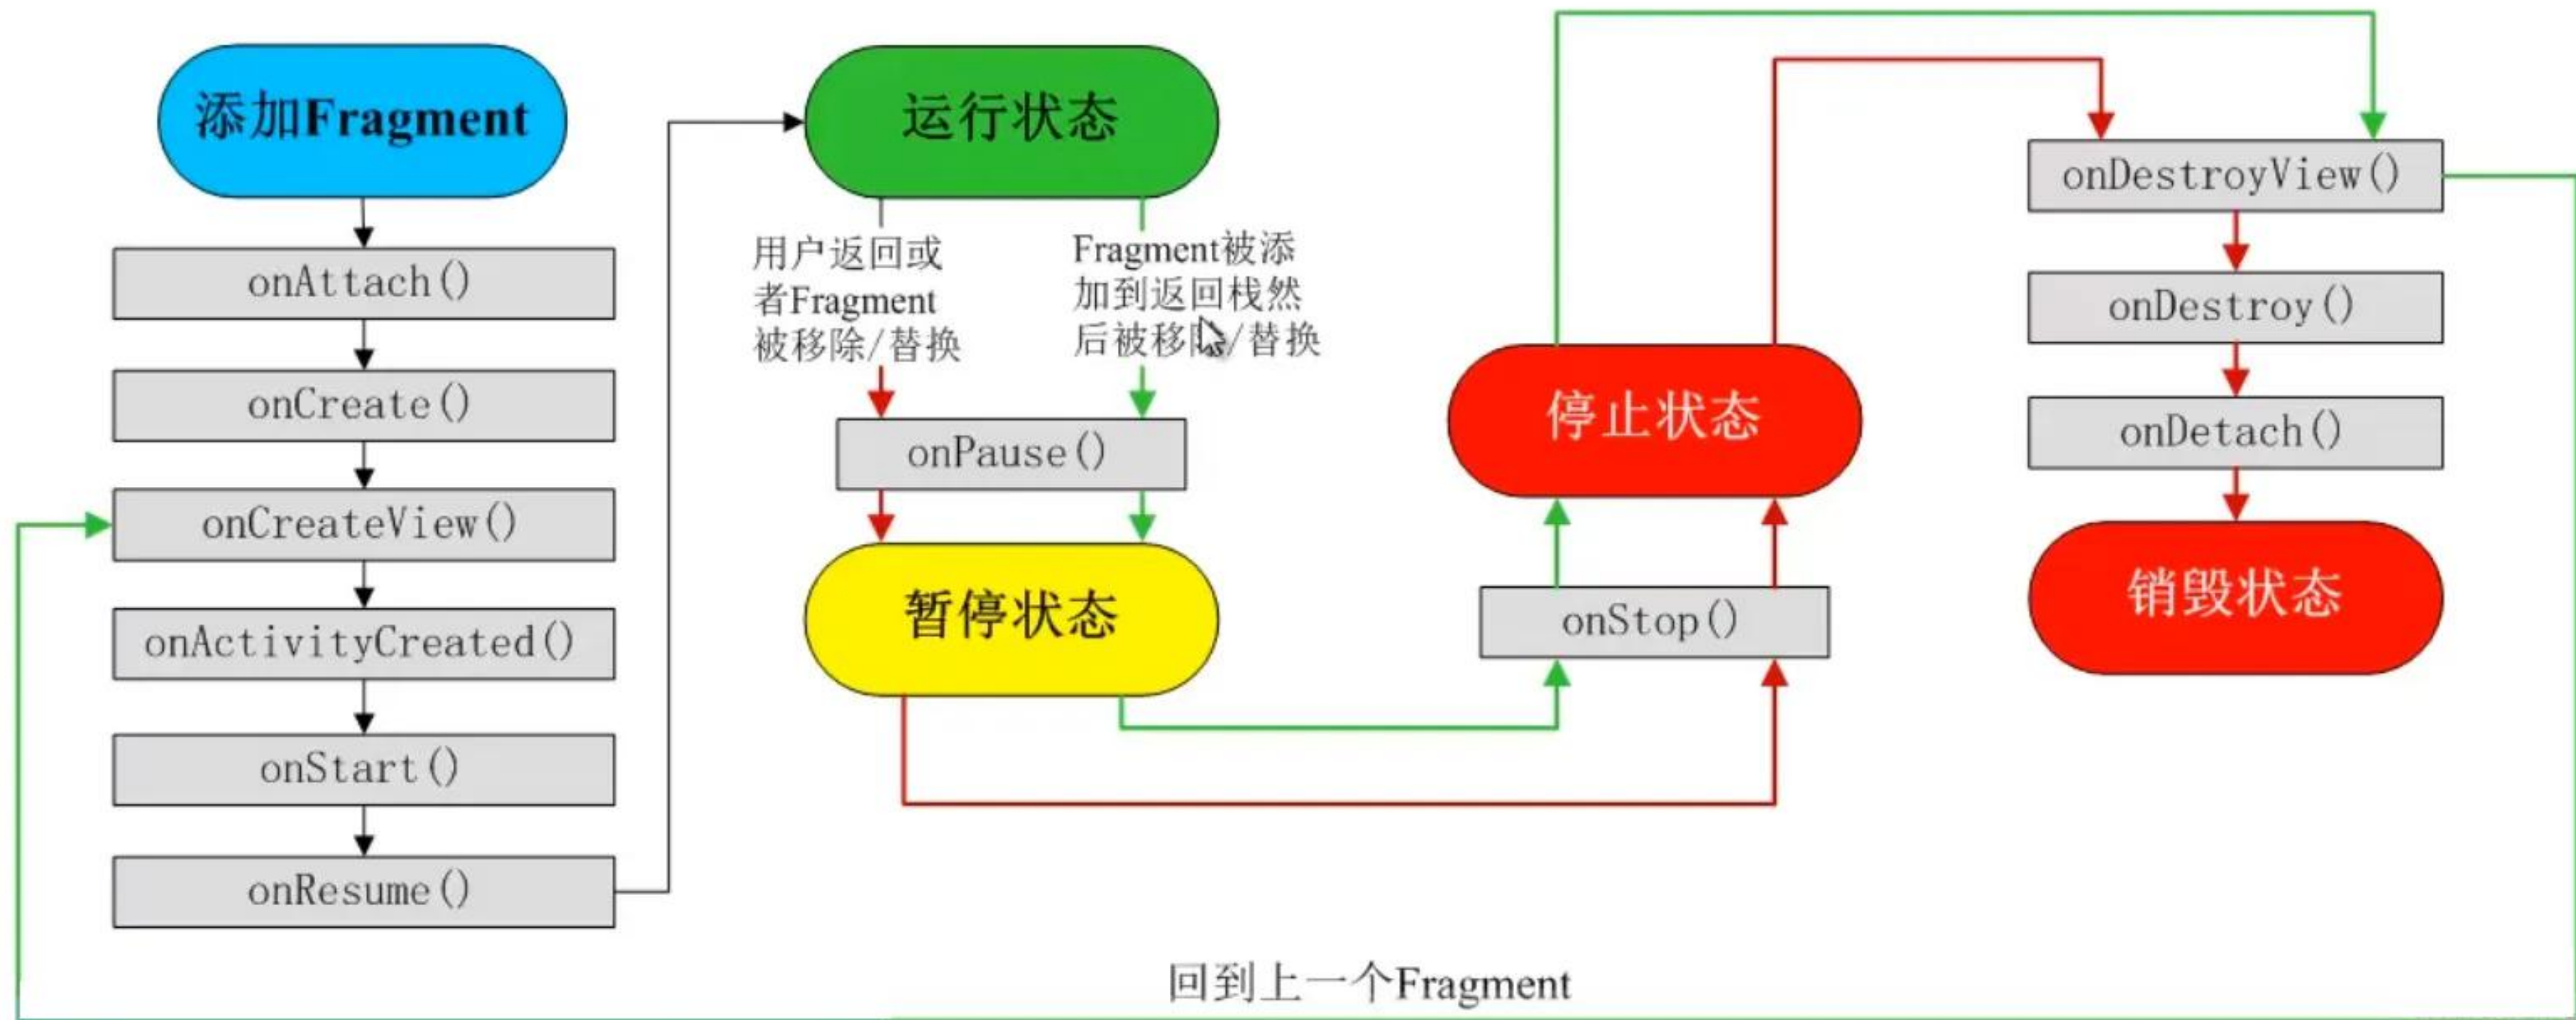 添加Fragment
onAttach()
onCreate()
onCreateView()
onActivityCreated()
onStart()
onResume()
运行状态
用户返回或
者Fragment
被移除/替换
Fragment被添
加到返回栈然
后被移除/替换
onPause()
暂停状态
停止状态
onStop()
onDestroyView()
onDestroy()
onDetach()
销毁状态
回到上一个Fragment